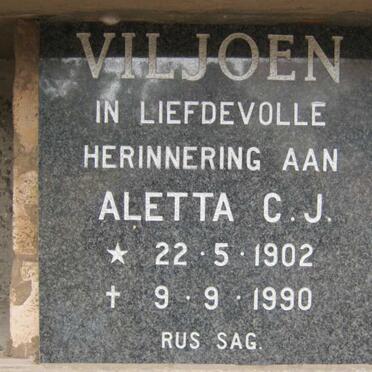 VILJOEN
IN LIEFDEVOLLE
HERINNERING AAN
ALETTA C.J.
★ 22·5·1902
✝ 9·9·1990
RUS SAG.